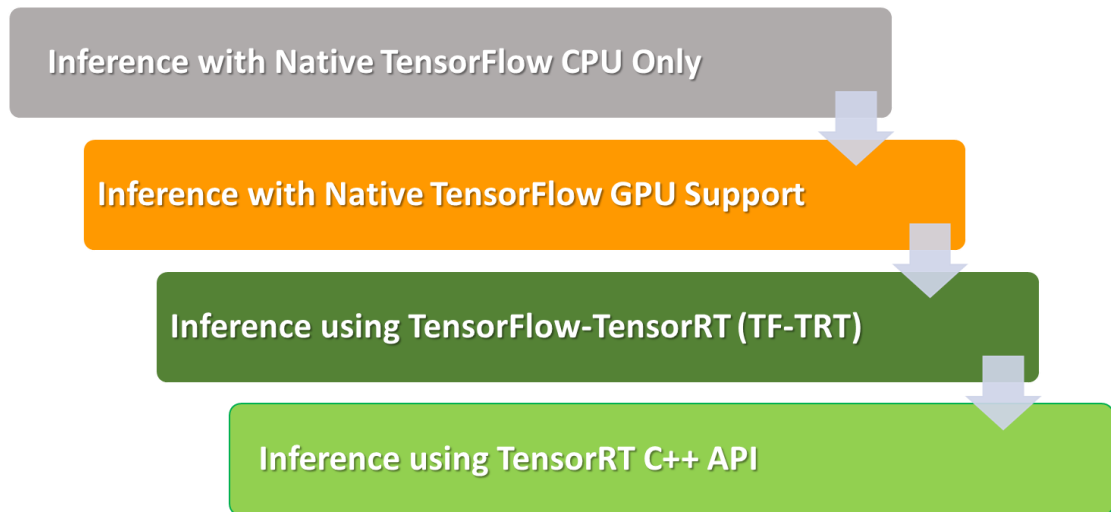 Inference with Native TensorFlow CPU Only
Inference with Native TensorFlow GPU Support
Inference using TensorFlow-TensorRT (TF-TRT)
Inference using TensorRT C++ API